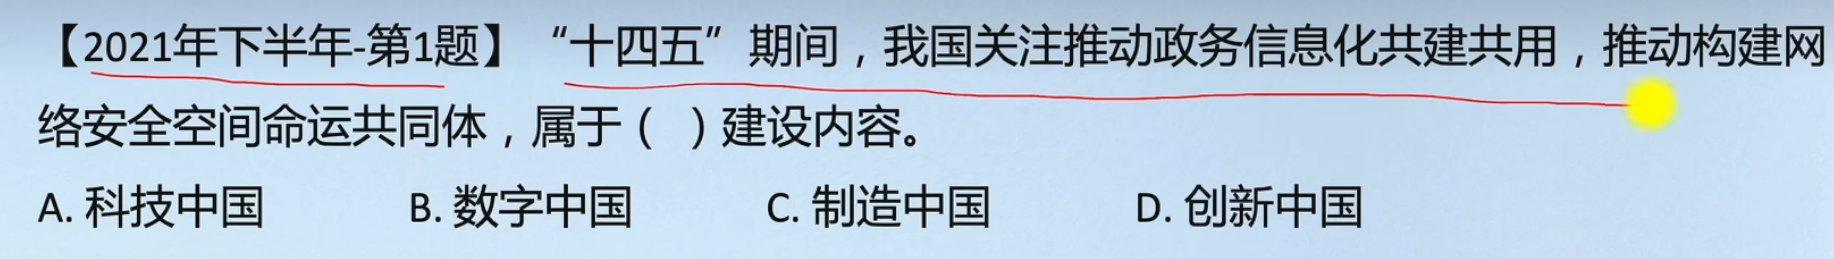 【2021年下半年-第1题】“十四五”期间，我国关注推动政务信息化共建共用，推动构建网
络安全空间命运共同体，属于（ ）建设内容。
A. 科技中国 B. 数字中国 C. 制造中国 D. 创新中国